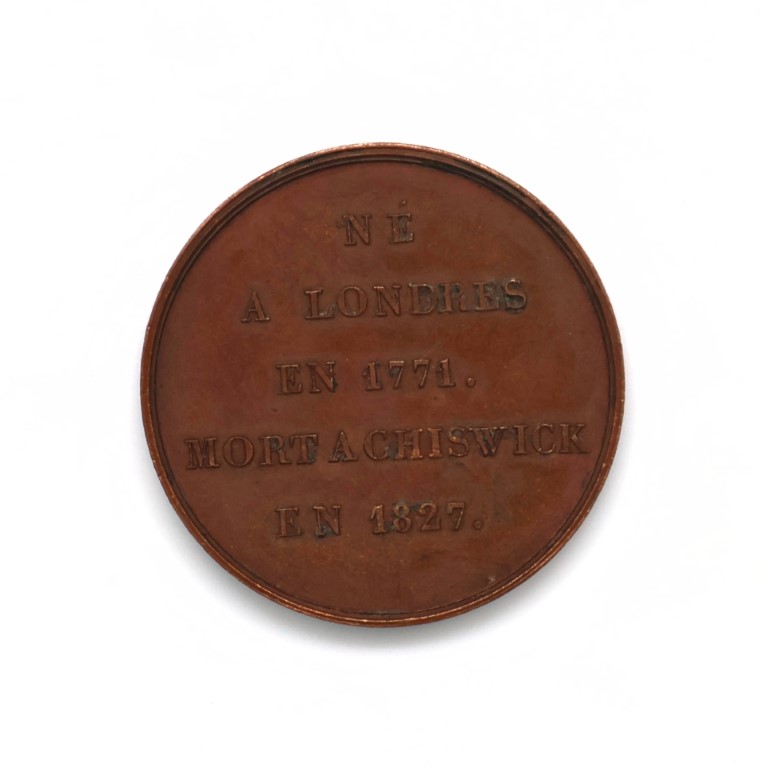 NÉ
A LONDRES
EN 1771.
MORT A CHISWICK
EN 1827.